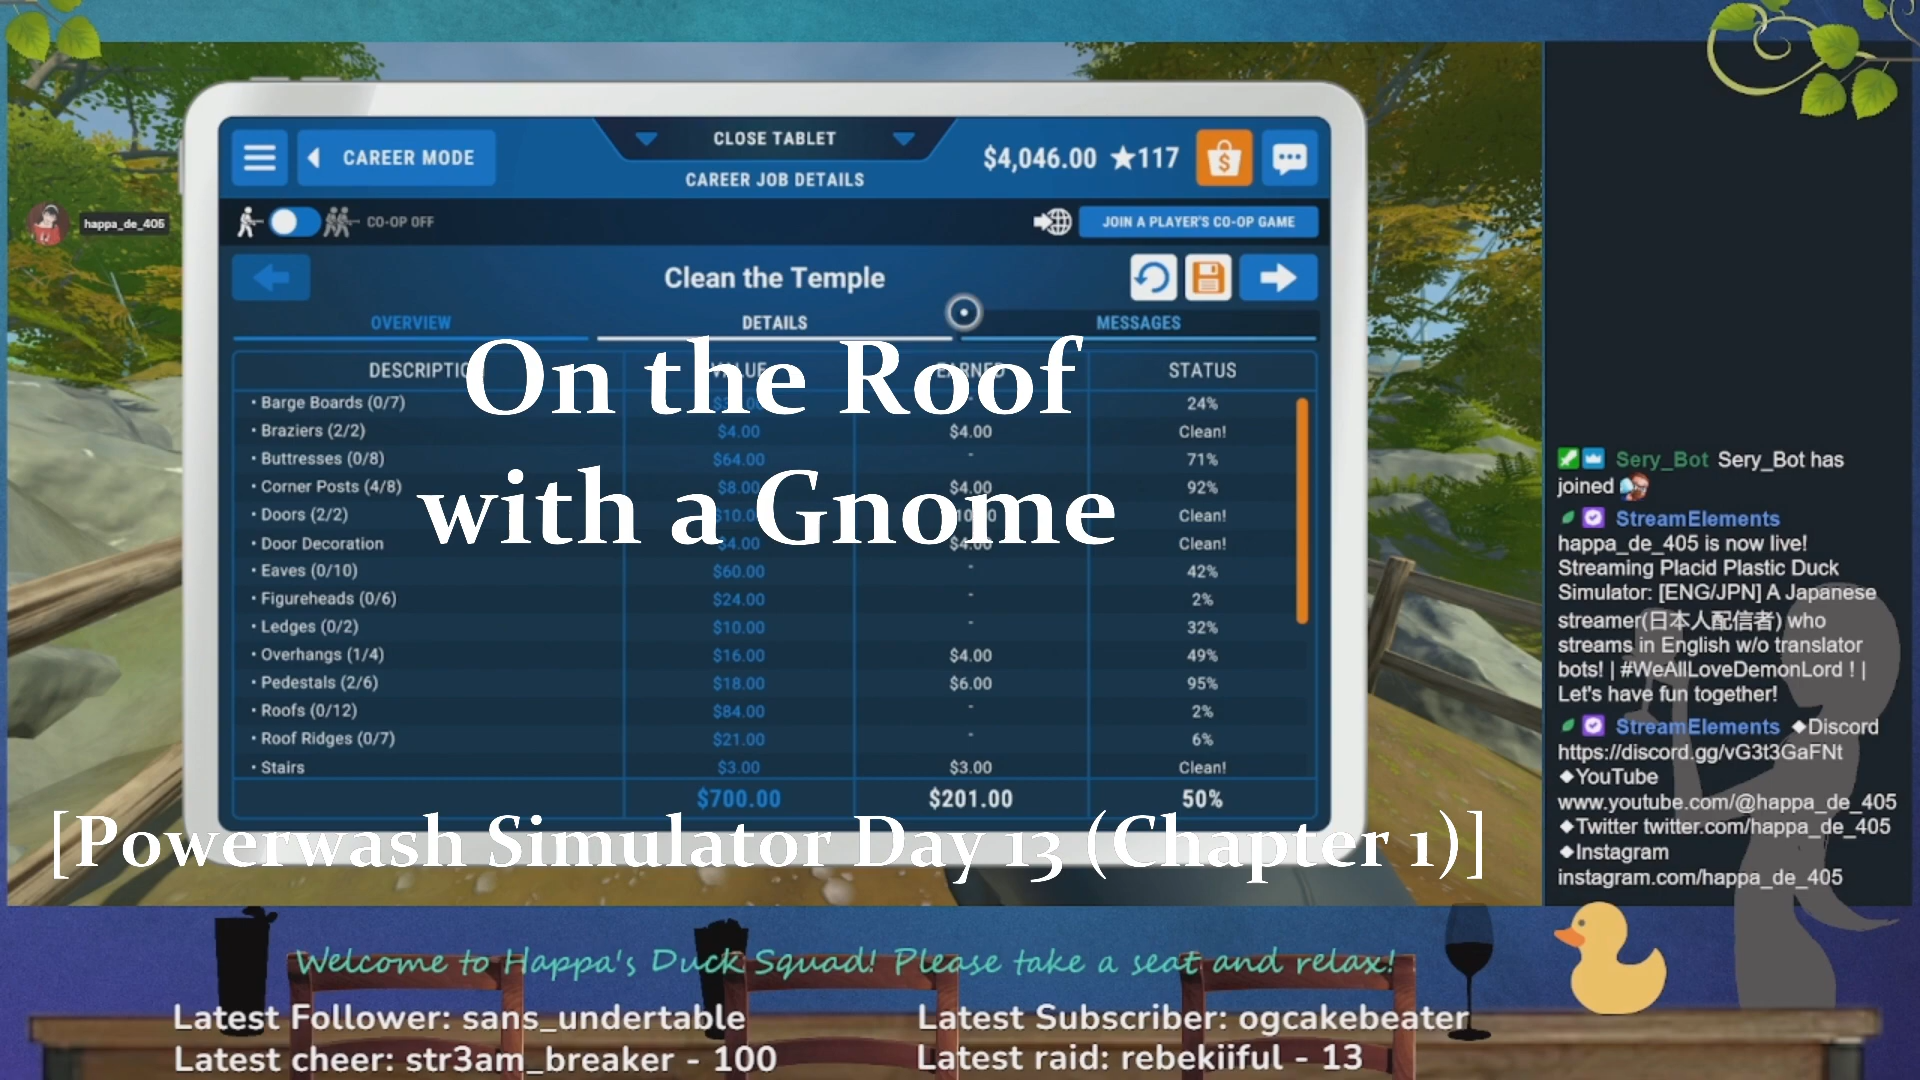 CLOSE TABLET
CAREER MODE
CAREER JOB DETAILS
$4,046.00 ★117
happa_de_405
CO-OP OFF
JOIN A PLAYER'S CO-OP GAME
Clean the Temple
OVERVIEW
DETAILS
MESSAGES
STATUS
On the Roof
with a Gnome
• Barge Boards (0/7) 24%
• Braziers (2/2) $4.00 $4.00 Clean!
• Buttresses (0/8) $64.00 - 71%
• Corner Posts (4/8) $8.00 $4.00 92%
• Doors (2/2) Clean!
• Door Decoration $4.00 $4.00 Clean!
• Eaves (0/10) $60.00 - 42%
• Figureheads (0/6) $24.00 - 2%
• Ledges (0/2) $10.00 - 32%
• Overhangs (1/4) $16.00 $4.00 49%
• Pedestals (2/6) $18.00 $6.00 95%
• Roofs (0/12) $84.00 - 2%
• Roof Ridges (0/7) $21.00 - 6%
• Stairs $3.00 $3.00 Clean!
$700.00 $201.00 50%
[Powerwash Simulator Day 13 (Chapter 1)]
Sery_Bot Sery_Bot has
joined
StreamElements
happa_de_405 is now live!
Streaming Placid Plastic Duck
Simulator: [ENG/JPN] A Japanese
streamer(日本人配信者) who
streams in English w/o translator
bots! | #WeAllLoveDemonLord ! |
Let's have fun together!
StreamElements ◆Discord
https://discord.gg/vG3t3GaFNt
◆YouTube
www.youtube.com/@happa_de_405
◆Twitter twitter.com/happa_de_405
◆Instagram
instagram.com/happa_de_405
Welcome to Happa's Duck Squad! Please take a seat and relax!
Latest Follower: sans_undertable
Latest Subscriber: ogcakebeater
Latest cheer: str3am_breaker - 100
Latest raid: rebekiiful - 13